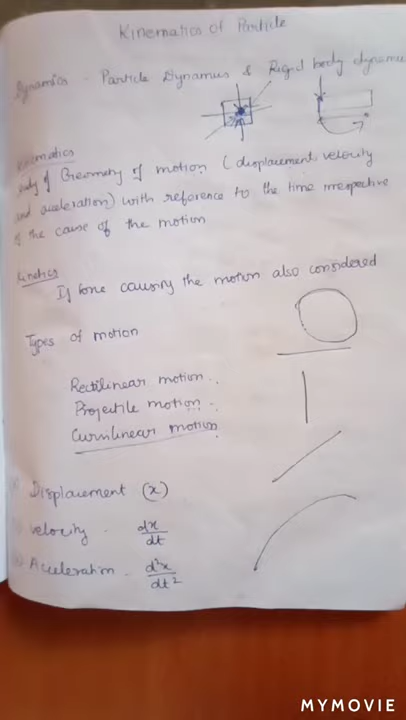 Kinematics of Particle
Dynamics - Particle Dynamics & Rigid body dynamic
Kinematics
study of Geometry of motion (displacement, velocity
and aceleration) with reference to the time irrespective
of the cause of the motion
Kinetics
If force causing the motion also considered
Types of motion
Rectilinear motion
Projectile motion
Curvilinear motion
Displacement (x)
velocity - dx/dt
Acceleration - d²x/dt²
MYMOVIE